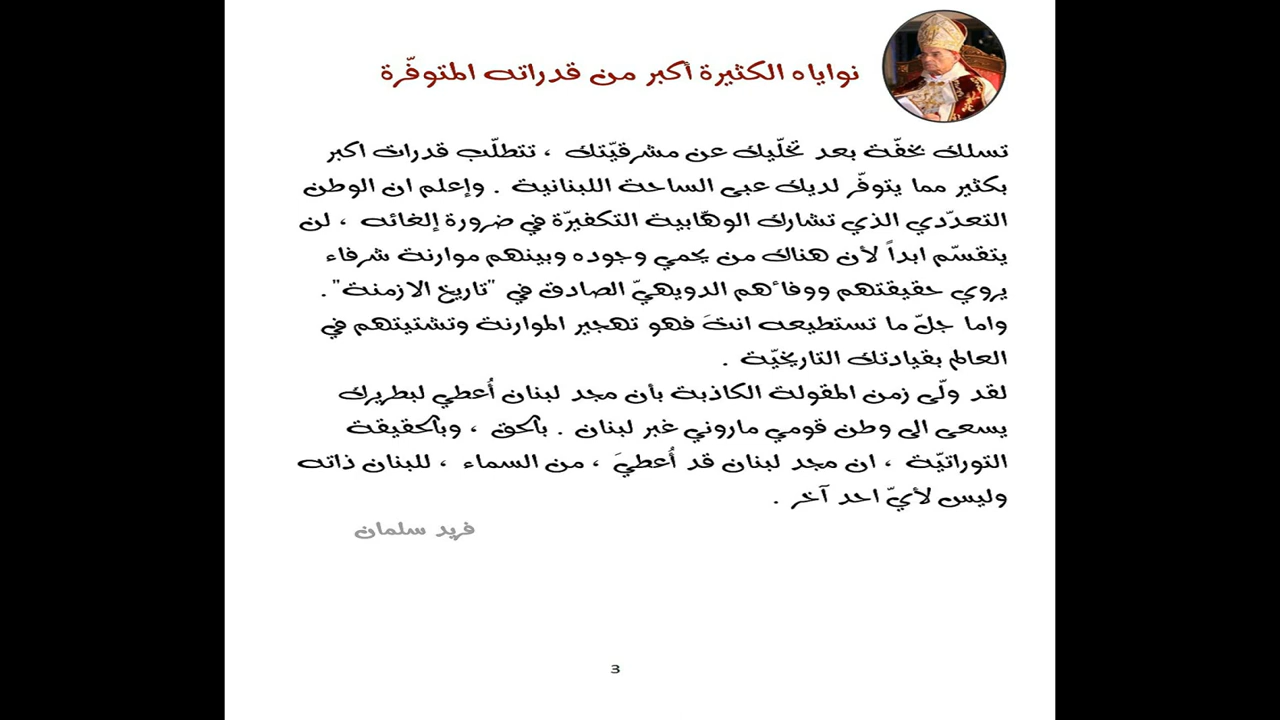 نواياه الكثيرة أكبر من قدراته المتوفّرة
تسلك بخفّة بعد تخلّيك عن مشرقيّتك ، تتطلّب قدرات اكبر
بكثير مما يتوفّر لديك عبى الساحة اللبنانية . وإعلم ان الوطن
التعدّدي الذي تشارك الوهّابية التكفيرّة في ضرورة إلغائه ، لن
يتقسّم ابداً لأن هناك من يحمي وجوده وبينهم موارنة شرفاء
يروي حقيقتهم ووفاءهم الدويهيّ الصادق في "تاريخ الازمنة" .
واما جلّ ما تستطيعه انتَ فهو تهجير الموارنة وتشتيتهم في
العالم بقيادتك التاريخيّة .
لقد ولّى زمن المقولة الكاذبة بأن مجد لبنان أُعطي لبطريرك
يسعى الى وطن قومي ماروني غبر لبنان . بالحق ، وبالحقيقة
التوراتيّة ، ان مجد لبنان قد أُعطيَ ، من السماء ، للبنان ذاته
وليس لأيّ احد آخر .
فريد سلمان
3